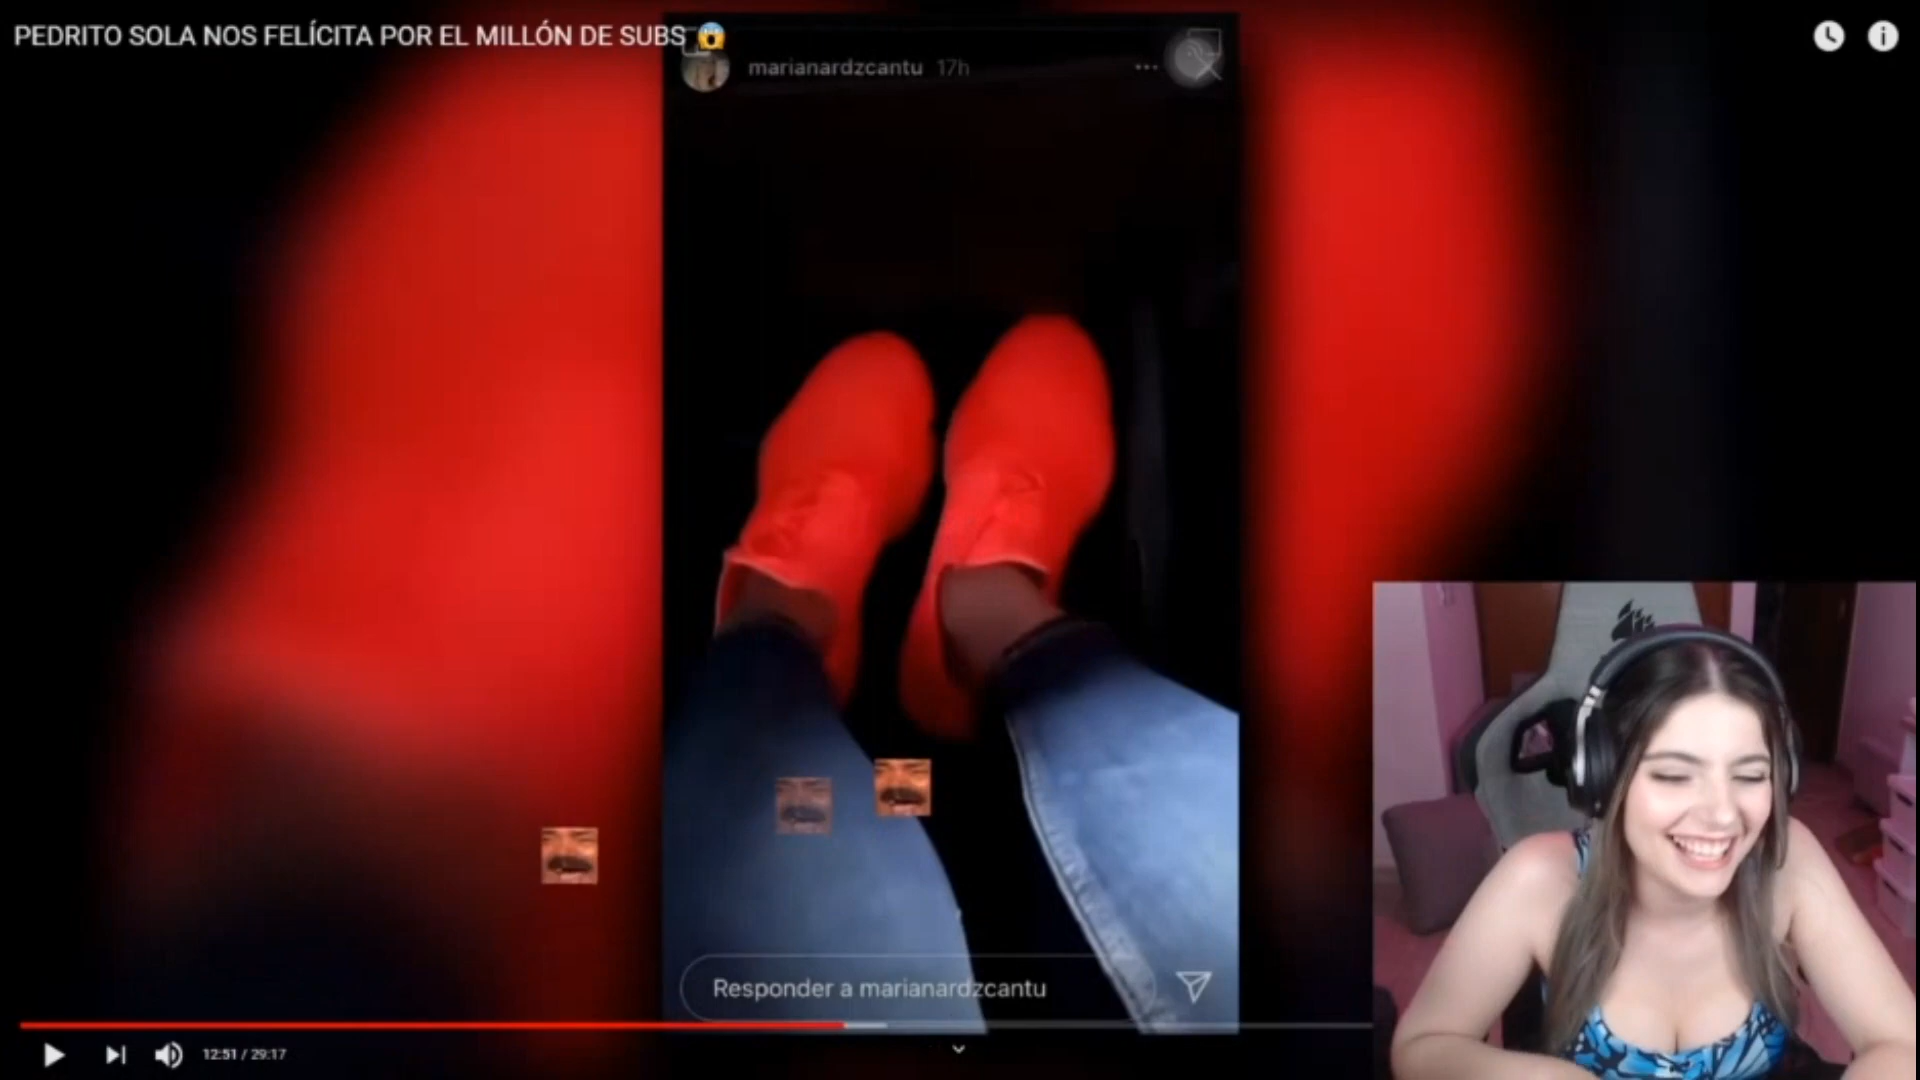 PEDRITO SOLA NOS FELÍCITA POR EL MILLÓN DE SUBS 😱
marianardzcantu 17h
Responder a marianardzcantu
12:51 / 29:17